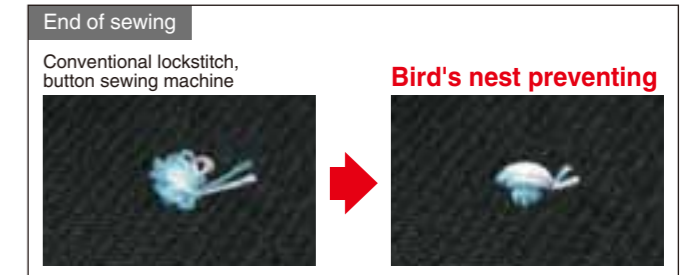 End of sewing
Conventional lockstitch,
button sewing machine
Bird's nest preventing